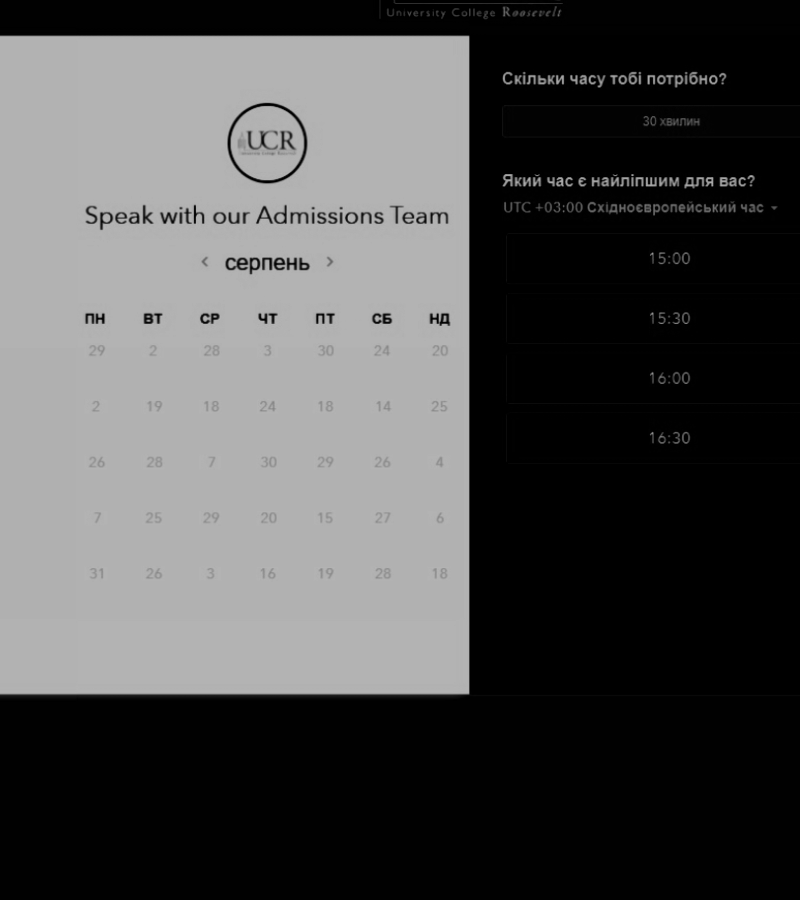 University College Roosevelt
UCR
Speak with our Admissions Team
< серпень >
ПН ВТ СР ЧТ ПТ СБ НД
29 2 28 3 30 24 20
2 19 18 24 18 14 25
26 28 7 30 29 26 4
7 25 29 20 15 27 6
31 26 3 16 19 28 18
Скільки часу тобі потрібно?
30 хвилин
Який час є найліпшим для вас?
UTC +03:00 Східноєвропейський час
15:00
15:30
16:00
16:30